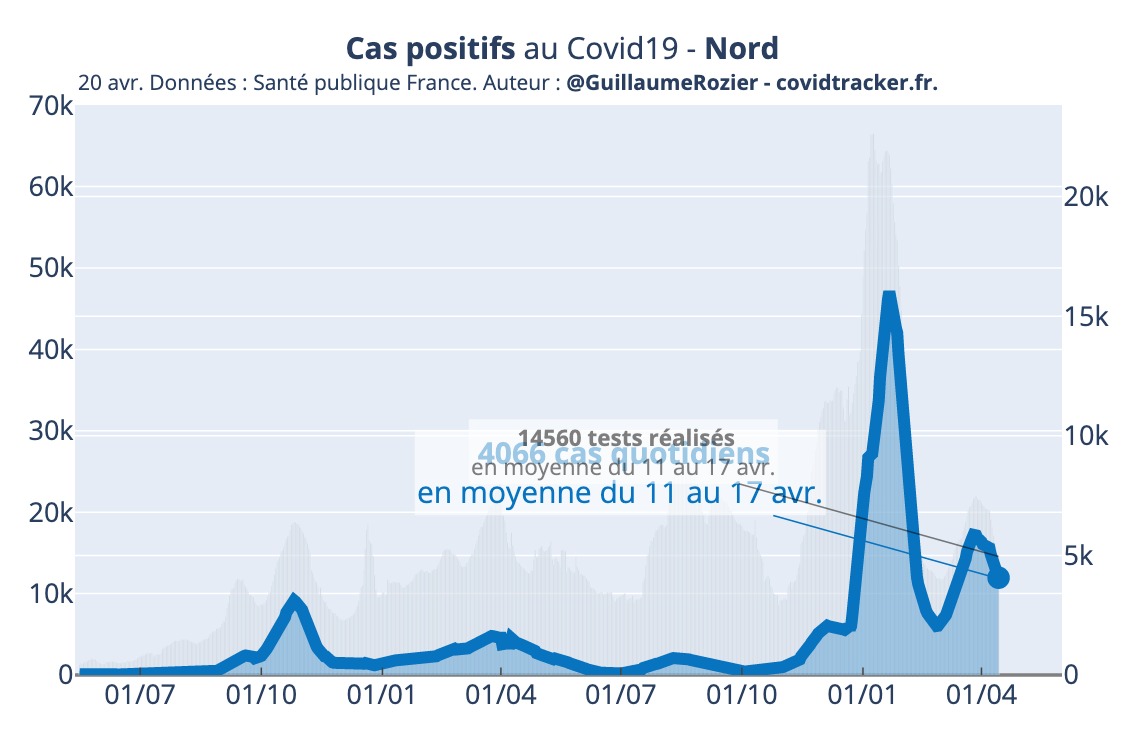 Cas positifs au Covid19 - Nord
20 avr. Données : Santé publique France. Auteur : @GuillaumeRozier - covidtracker.fr.
70k
60k
50k
40k
30k
20k
10k
0
20k
15k
10k
5k
0
14560 tests réalisés
en moyenne du 11 au 17 avr.
4066 cas quotidiens
en moyenne du 11 au 17 avr.
01/07 01/10 01/01 01/04 01/07 01/10 01/01 01/04